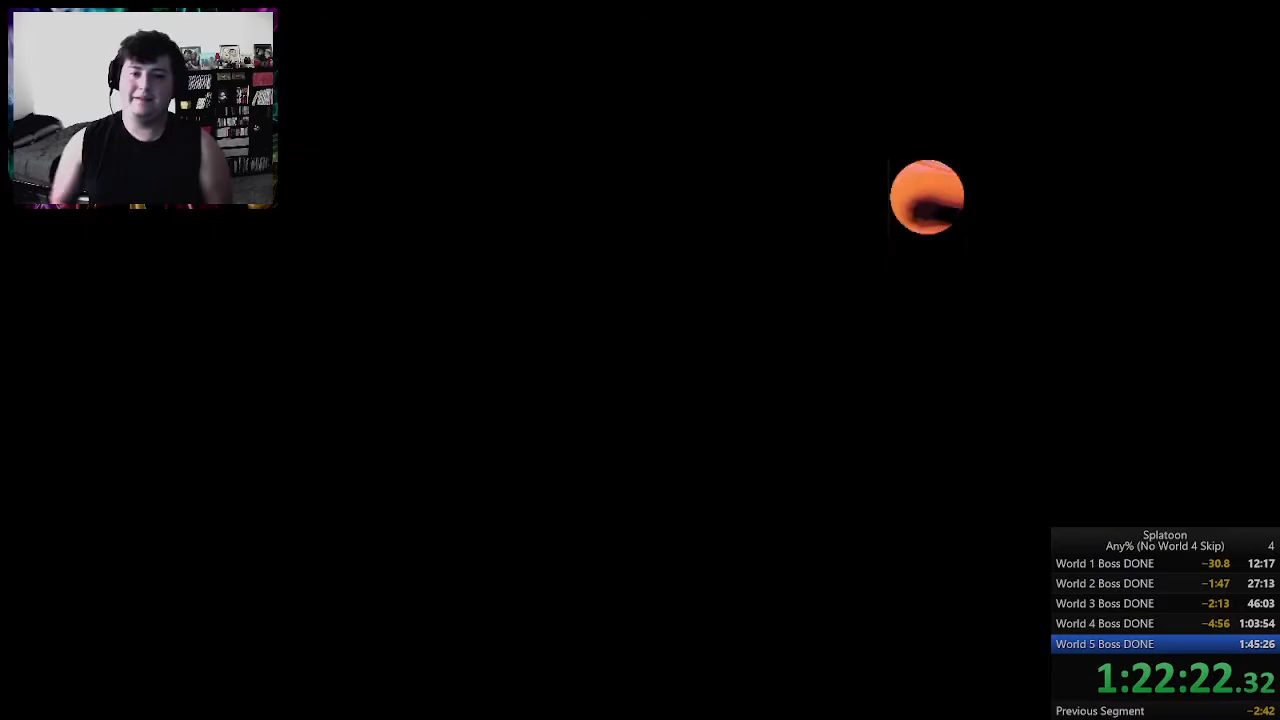 Splatoon
Any% (No World 4 Skip) 4
World 1 Boss DONE −30.8 12:17
World 2 Boss DONE −1:47 27:13
World 3 Boss DONE −2:13 46:03
World 4 Boss DONE −4:56 1:03:54
World 5 Boss DONE 1:45:26
1:22:22.32
Previous Segment −2:42